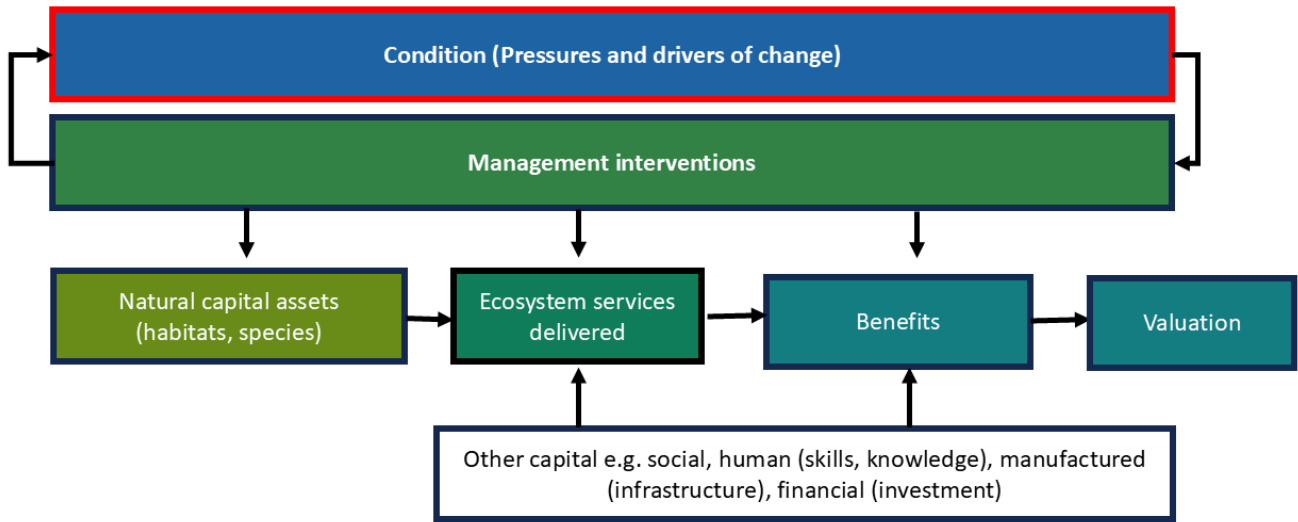 Condition (Pressures and drivers of change)
Management interventions
Natural capital assets
(habitats, species)
Ecosystem services
delivered
Benefits
Valuation
Other capital e.g. social, human (skills, knowledge), manufactured
(infrastructure), financial (investment)